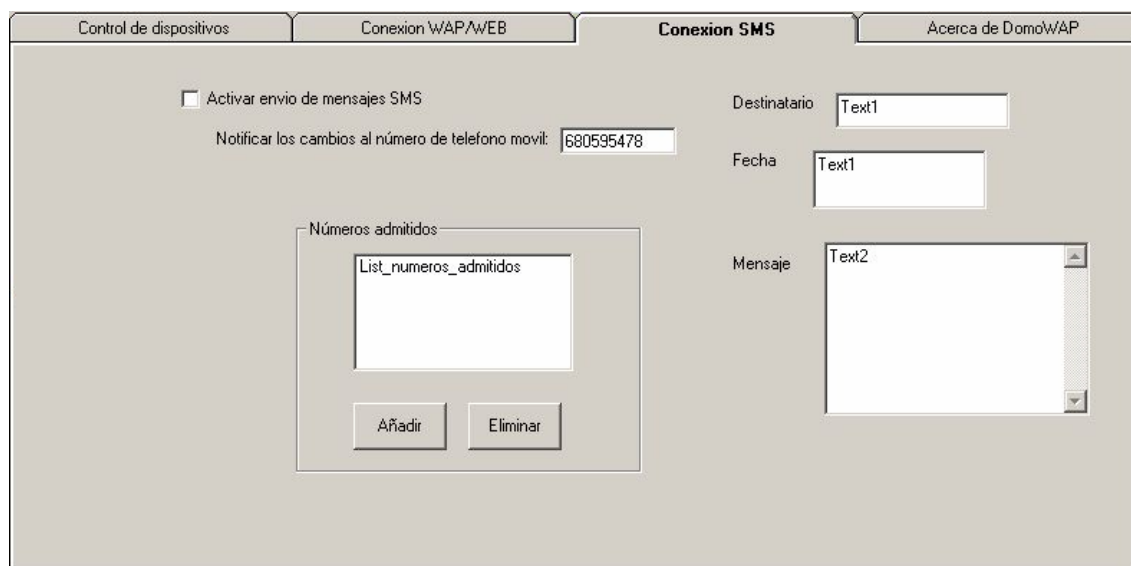 Control de dispositivos
Conexion WAP/WEB
Conexion SMS
Acerca de DomoWAP
Activar envio de mensajes SMS
Notificar los cambios al número de telefono movil: 680595478
Números admitidos
List_numeros_admitidos
Añadir
Eliminar
Destinatario Text1
Fecha Text1
Mensaje Text2